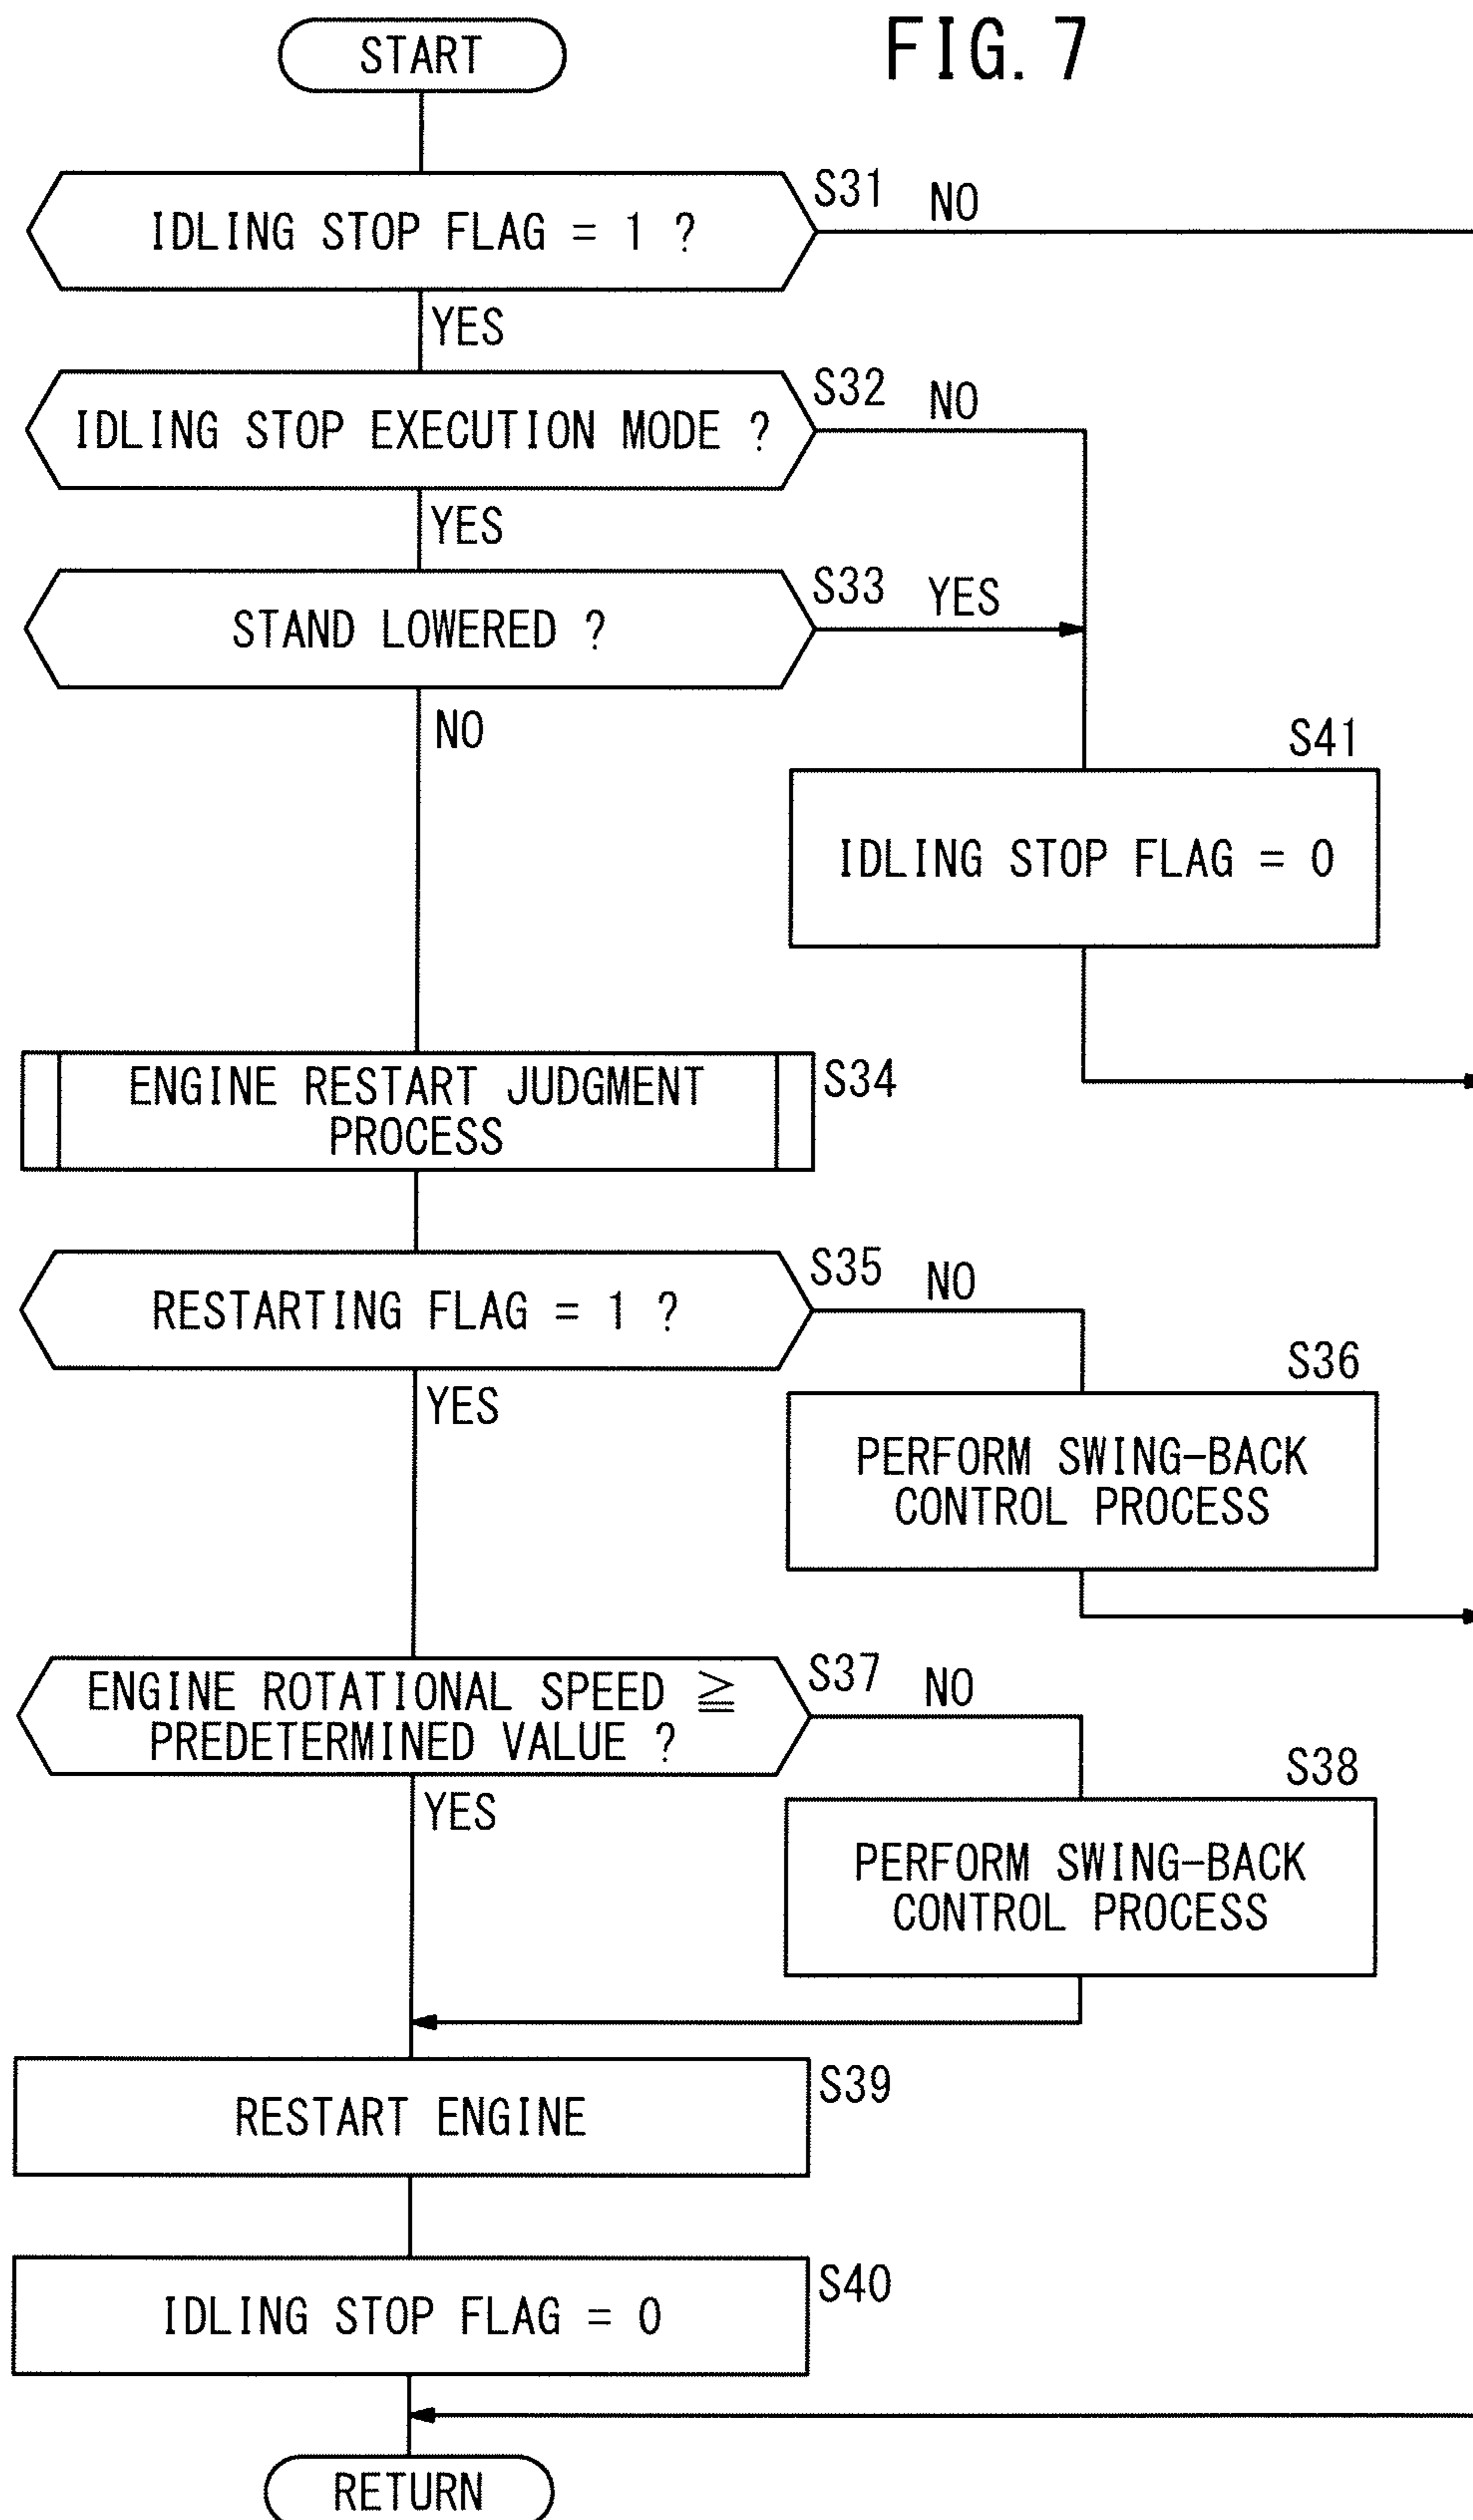 FIG. 7
START
IDLING STOP FLAG = 1 ?
S31
NO
YES
IDLING STOP EXECUTION MODE ?
S32
NO
YES
STAND LOWERED ?
S33
YES
NO
S41
IDLING STOP FLAG = 0
ENGINE RESTART JUDGMENT
PROCESS
S34
RESTARTING FLAG = 1 ?
S35
NO
YES
S36
PERFORM SWING-BACK
CONTROL PROCESS
ENGINE ROTATIONAL SPEED ≧
PREDETERMINED VALUE ?
S37
NO
YES
S38
PERFORM SWING-BACK
CONTROL PROCESS
RESTART ENGINE
S39
IDLING STOP FLAG = 0
S40
RETURN